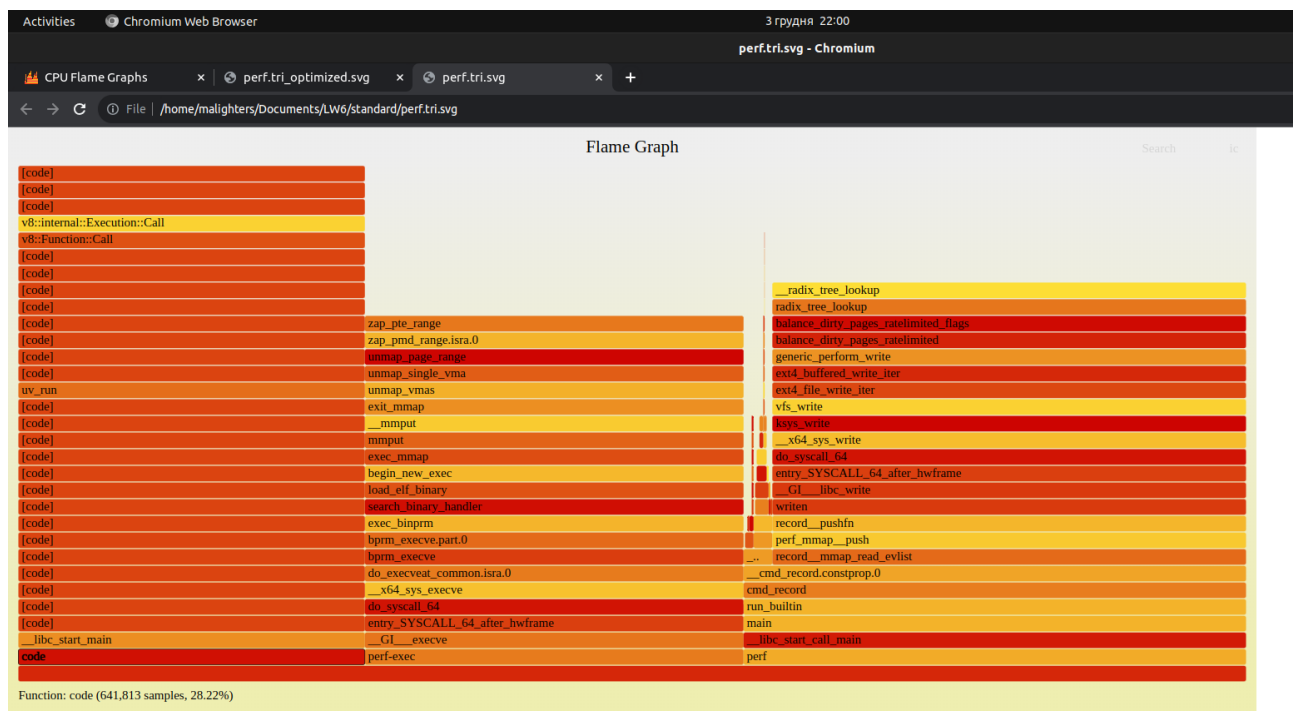 Activities Chromium Web Browser 3 грудня 22:00
perf.tri.svg - Chromium
CPU Flame Graphs perf.tri_optimized.svg perf.tri.svg
File /home/malighters/Documents/LW6/standard/perf.tri.svg
Flame Graph Search ic
[code]
[code]
[code]
v8::internal::Execution::Call
v8::Function::Call
[code]
[code]
[code] __radix_tree_lookup
[code] radix_tree_lookup
[code] zap_pte_range balance_dirty_pages_ratelimited_flags
[code] zap_pmd_range.isra.0 balance_dirty_pages_ratelimited
[code] unmap_page_range generic_perform_write
[code] unmap_single_vma ext4_buffered_write_iter
uv_run unmap_vmas ext4_file_write_iter
[code] exit_mmap vfs_write
[code] __mmput ksys_write
[code] mmput __x64_sys_write
[code] exec_mmap do_syscall_64
[code] begin_new_exec entry_SYSCALL_64_after_hwframe
[code] load_elf_binary __GI___libc_write
[code] search_binary_handler writen
[code] exec_binprm record__pushfn
[code] bprm_execve.part.0 perf_mmap__push
[code] bprm_execve _.. record__mmap_read_evlist
[code] do_execveat_common.isra.0 __cmd_record.constprop.0
[code] __x64_sys_execve cmd_record
[code] do_syscall_64 run_builtin
[code] entry_SYSCALL_64_after_hwframe main
__libc_start_main __GI___execve __libc_start_call_main
code perf-exec perf
Function: code (641,813 samples, 28.22%)